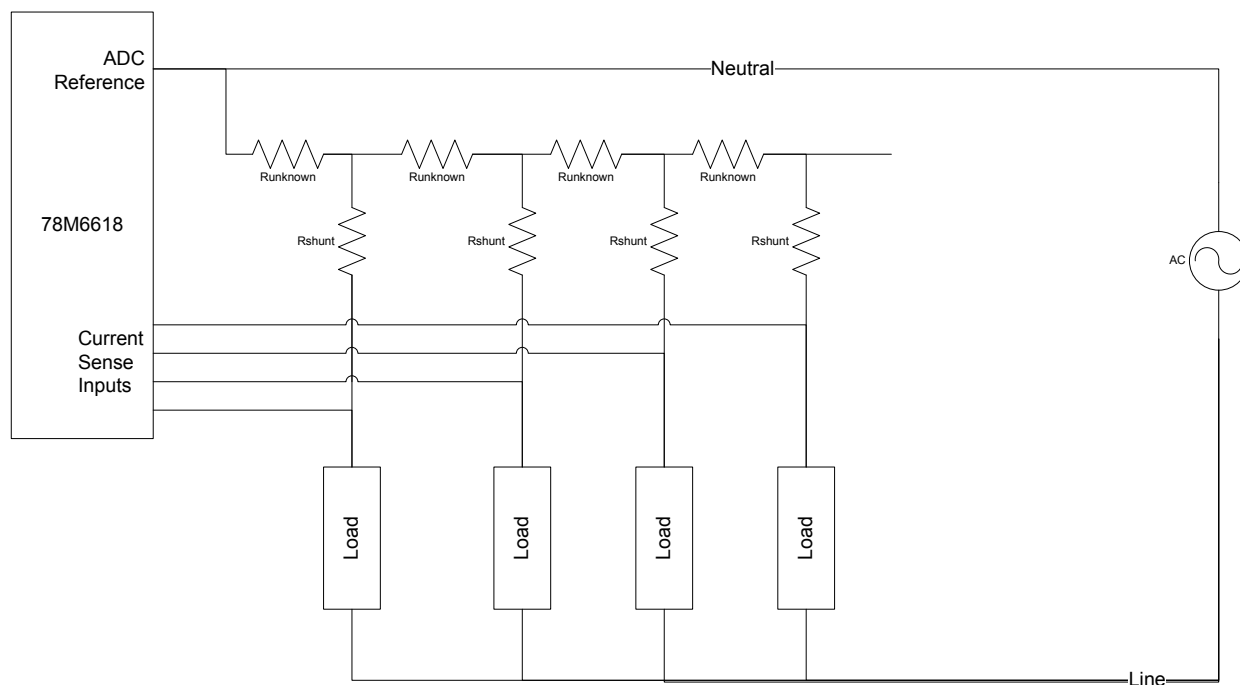 ADC
Reference
Neutral
Runknown
Runknown
Runknown
Runknown
78M6618
Rshunt
Rshunt
Rshunt
Rshunt
AC
Current
Sense
Inputs
Load
Load
Load
Load
Line